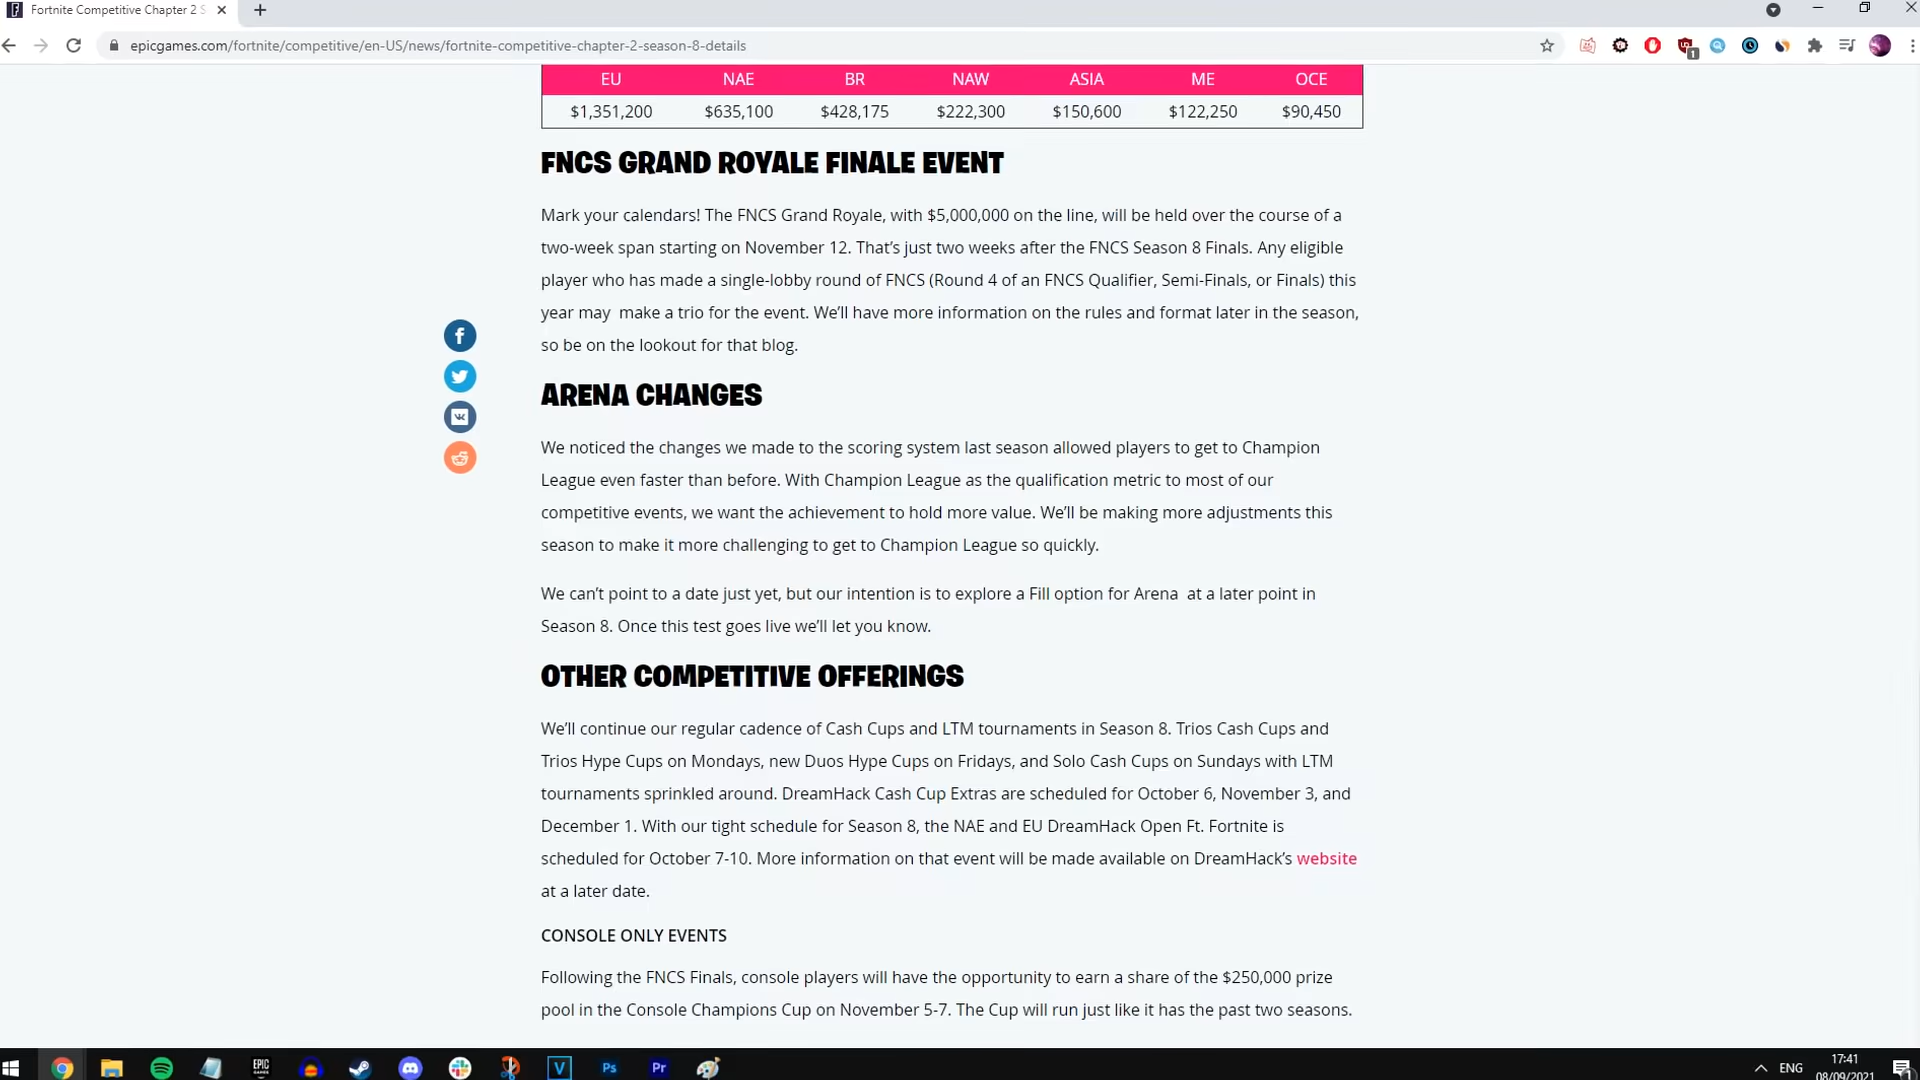 Fortnite Competitive Chapter 2 S
epicgames.com/fortnite/competitive/en-US/news/fortnite-competitive-chapter-2-season-8-details
1
EU NAE BR NAW ASIA ME OCE
$1,351,200 $635,100 $428,175 $222,300 $150,600 $122,250 $90,450
FNCS GRAND ROYALE FINALE EVENT
Mark your calendars! The FNCS Grand Royale, with $5,000,000 on the line, will be held over the course of a
two-week span starting on November 12. That’s just two weeks after the FNCS Season 8 Finals. Any eligible
player who has made a single-lobby round of FNCS (Round 4 of an FNCS Qualifier, Semi-Finals, or Finals) this
year may  make a trio for the event. We’ll have more information on the rules and format later in the season,
so be on the lookout for that blog.
ARENA CHANGES
We noticed the changes we made to the scoring system last season allowed players to get to Champion
League even faster than before. With Champion League as the qualification metric to most of our
competitive events, we want the achievement to hold more value. We’ll be making more adjustments this
season to make it more challenging to get to Champion League so quickly.
We can’t point to a date just yet, but our intention is to explore a Fill option for Arena  at a later point in
Season 8. Once this test goes live we’ll let you know.
OTHER COMPETITIVE OFFERINGS
We’ll continue our regular cadence of Cash Cups and LTM tournaments in Season 8. Trios Cash Cups and
Trios Hype Cups on Mondays, new Duos Hype Cups on Fridays, and Solo Cash Cups on Sundays with LTM
tournaments sprinkled around. DreamHack Cash Cup Extras are scheduled for October 6, November 3, and
December 1. With our tight schedule for Season 8, the NAE and EU DreamHack Open Ft. Fortnite is
scheduled for October 7-10. More information on that event will be made available on DreamHack’s website
at a later date.
CONSOLE ONLY EVENTS
Following the FNCS Finals, console players will have the opportunity to earn a share of the $250,000 prize
pool in the Console Champions Cup on November 5-7. The Cup will run just like it has the past two seasons.
EPIC GAMES V Ps Pr ENG 17:41
08/09/2021 1